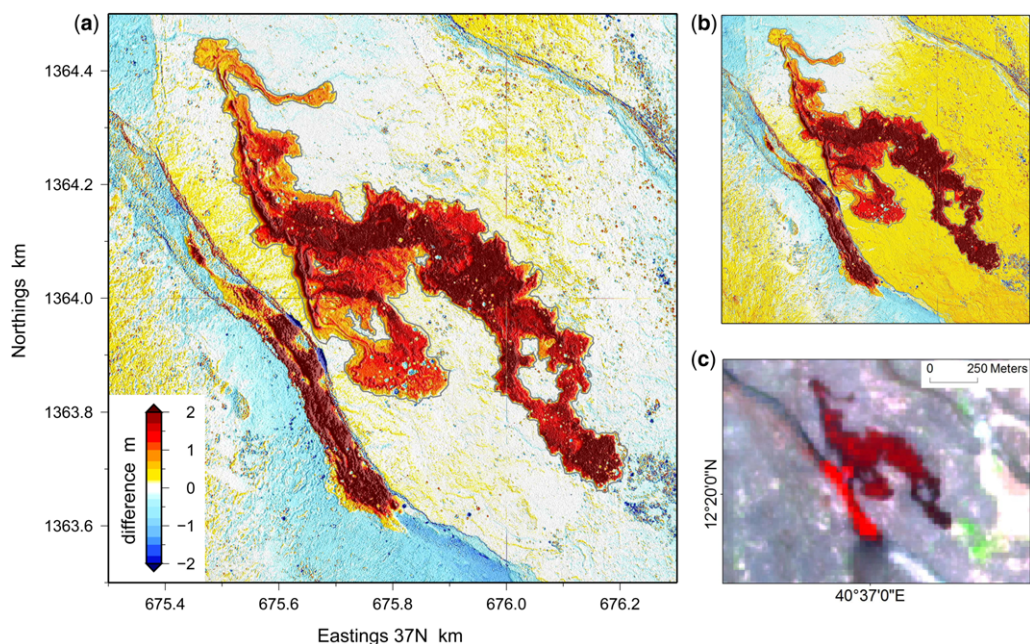 (a)
1364.4
1364.2
1364.0
1363.8
1363.6
Northings km
difference m
2
1
0
−1
−2
675.4
675.6
675.8
676.0
676.2
Eastings 37N km
(b)
(c)
0 250 Meters
12°20'0"N
40°37'0"E